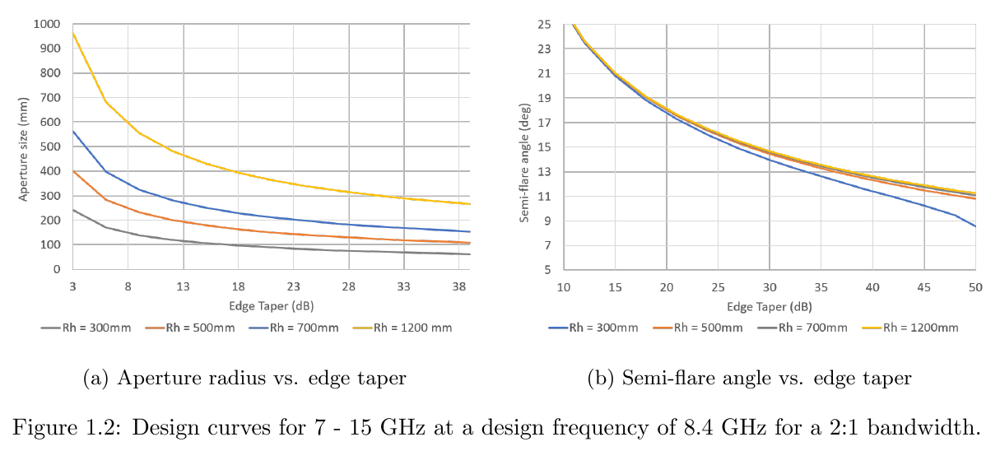 1000
900
800
700
600
500
400
300
200
100
0
Aperture size (mm)
3 8 13 18 23 28 33 38
Edge Taper (dB)
Rh = 300mm Rh = 500mm Rh = 700mm Rh = 1200 mm
(a) Aperture radius vs. edge taper
25
23
21
19
17
15
13
11
9
7
5
Semi-flare angle (deg)
10 15 20 25 30 35 40 45 50
Edge Taper (dB)
Rh = 300mm Rh = 500mm Rh = 700mm Rh = 1200mm
(b) Semi-flare angle vs. edge taper
Figure 1.2: Design curves for 7 - 15 GHz at a design frequency of 8.4 GHz for a 2:1 bandwidth.